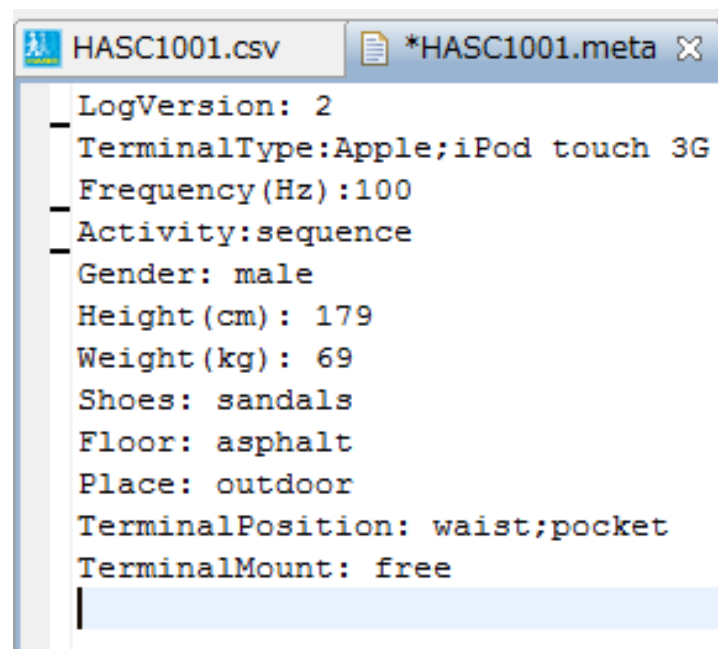 HASC1001.csv *HASC1001.meta
LogVersion: 2
TerminalType:Apple;iPod touch 3G
Frequency(Hz):100
Activity:sequence
Gender: male
Height(cm): 179
Weight(kg): 69
Shoes: sandals
Floor: asphalt
Place: outdoor
TerminalPosition: waist;pocket
TerminalMount: free